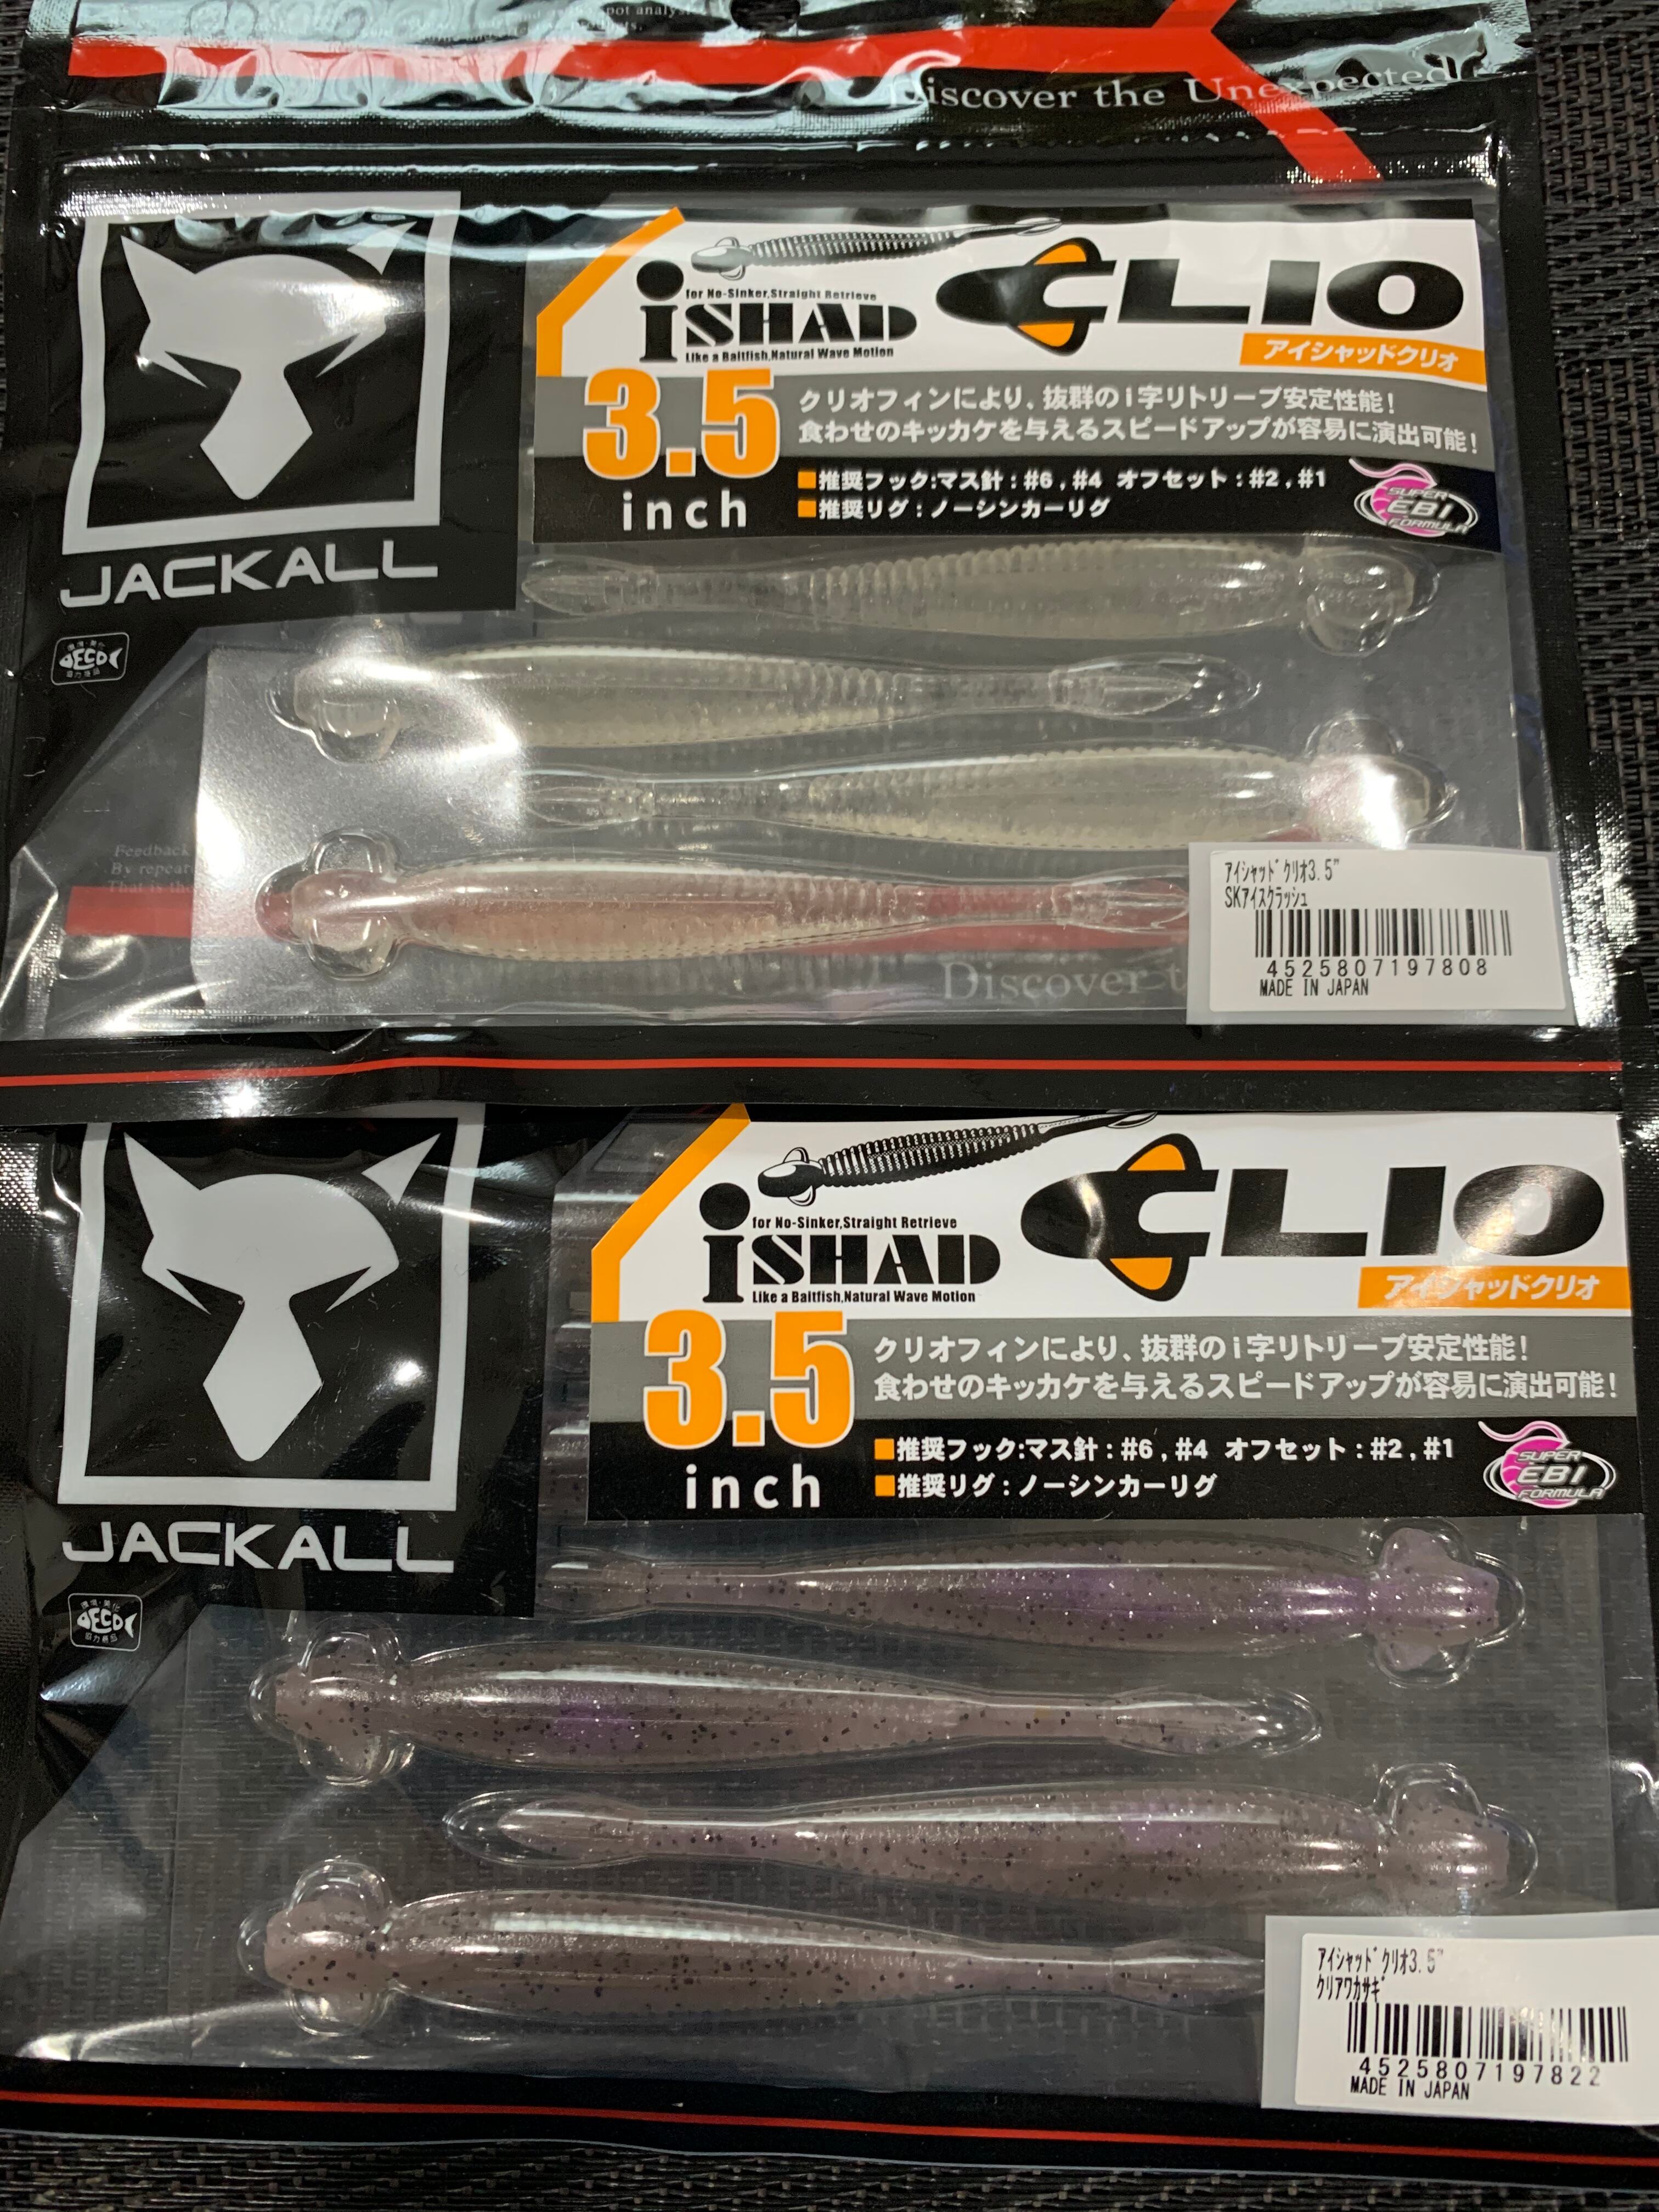 pot analysis
Discover the Unexpected
JACKALL
for No-Sinker,Straight Retrieve
iSHAD
Like a Baitfish,Natural Wave Motion
CLIO
アイシャッドクリオ
3.5
inch
クリオフィンにより、抜群のi字リトリーブ安定性能!
食わせのキッカケを与えるスピードアップが容易に演出可能!
■推奨フック:マス針:#6,#4 オフセット:#2,#1
■推奨リグ:ノーシンカーリグ
SUPER
EBI
FORMULA
ECO
Feedback
By repeate
That is the
Discover t
アイシャッドクリオ3.5"
SKアイスクラッシュ
4525807197808
MADE IN JAPAN
JACKALL
for No-Sinker,Straight Retrieve
iSHAD
Like a Baitfish,Natural Wave Motion
CLIO
アイシャッドクリオ
3.5
inch
クリオフィンにより、抜群のi字リトリーブ安定性能!
食わせのキッカケを与えるスピードアップが容易に演出可能!
■推奨フック:マス針:#6,#4 オフセット:#2,#1
■推奨リグ:ノーシンカーリグ
SUPER
EBI
FORMULA
ECO
アイシャッドクリオ3.5"
クリアワカサギ
4525807197822
MADE IN JAPAN